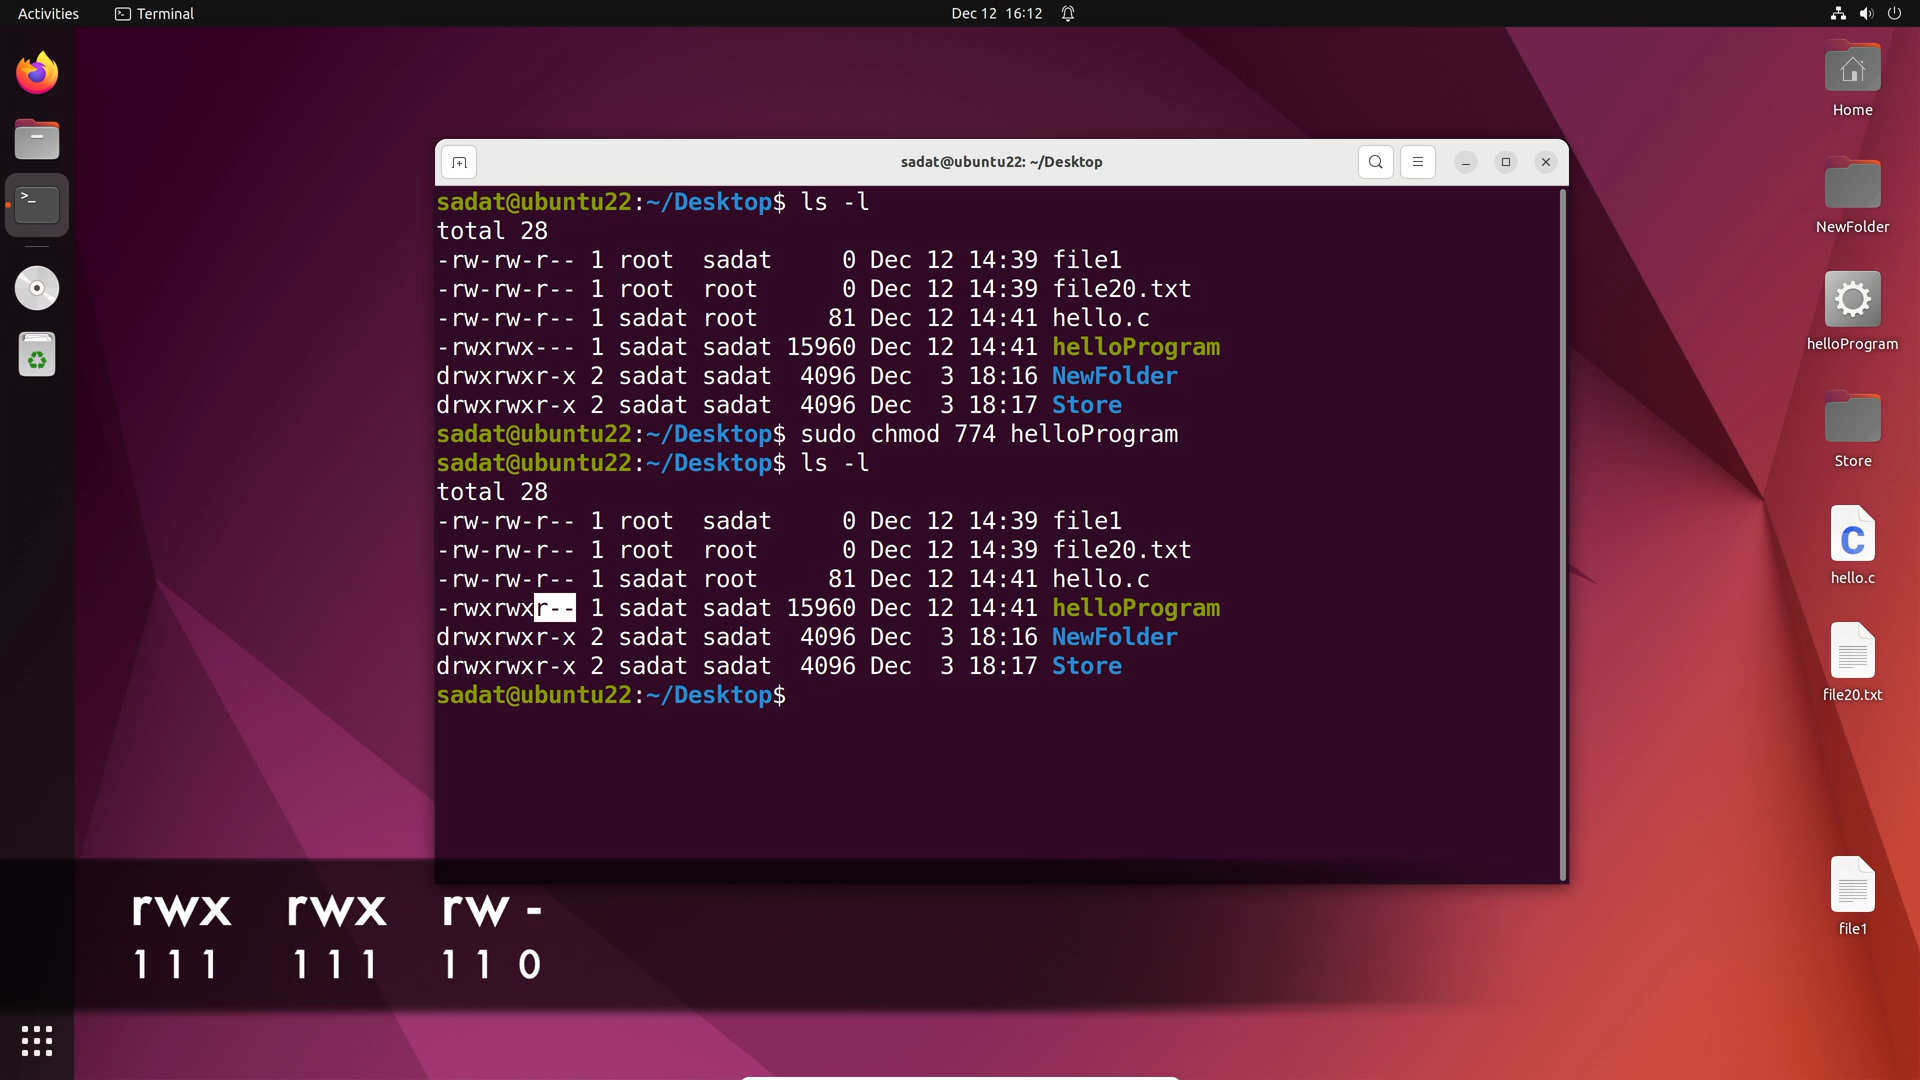 Activities Terminal Dec 12 16:12
sadat@ubuntu22: ~/Desktop
sadat@ubuntu22:~/Desktop$ ls -l
total 28
-rw-rw-r-- 1 root  sadat     0 Dec 12 14:39 file1
-rw-rw-r-- 1 root  root      0 Dec 12 14:39 file20.txt
-rw-rw-r-- 1 sadat root     81 Dec 12 14:41 hello.c
-rwxrwx--- 1 sadat sadat 15960 Dec 12 14:41 helloProgram
drwxrwxr-x 2 sadat sadat  4096 Dec  3 18:16 NewFolder
drwxrwxr-x 2 sadat sadat  4096 Dec  3 18:17 Store
sadat@ubuntu22:~/Desktop$ sudo chmod 774 helloProgram
sadat@ubuntu22:~/Desktop$ ls -l
total 28
-rw-rw-r-- 1 root  sadat     0 Dec 12 14:39 file1
-rw-rw-r-- 1 root  root      0 Dec 12 14:39 file20.txt
-rw-rw-r-- 1 sadat root     81 Dec 12 14:41 hello.c
-rwxrwxr-- 1 sadat sadat 15960 Dec 12 14:41 helloProgram
drwxrwxr-x 2 sadat sadat  4096 Dec  3 18:16 NewFolder
drwxrwxr-x 2 sadat sadat  4096 Dec  3 18:17 Store
sadat@ubuntu22:~/Desktop$
Home
NewFolder
helloProgram
Store
C
hello.c
file20.txt
file1
rwx rwx rw -
1 1 1 1 1 1 1 1 0